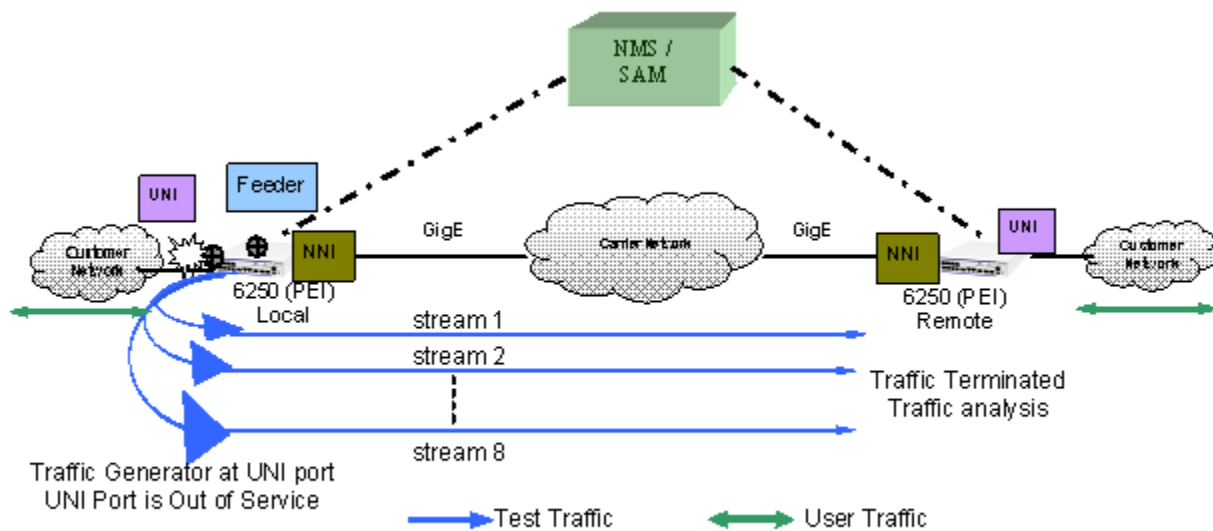 NMS /
SAM
UNI
Feeder
Customer
Network
NNI
GigE
Carrier Network
GigE
NNI
UNI
Customer
Network
6250 (PEI)
Local
6250 (PEI)
Remote
stream 1
stream 2
stream 8
Traffic Terminated
Traffic analysis
Traffic Generator at UNI port
UNI Port is Out of Service
Test Traffic
User Traffic